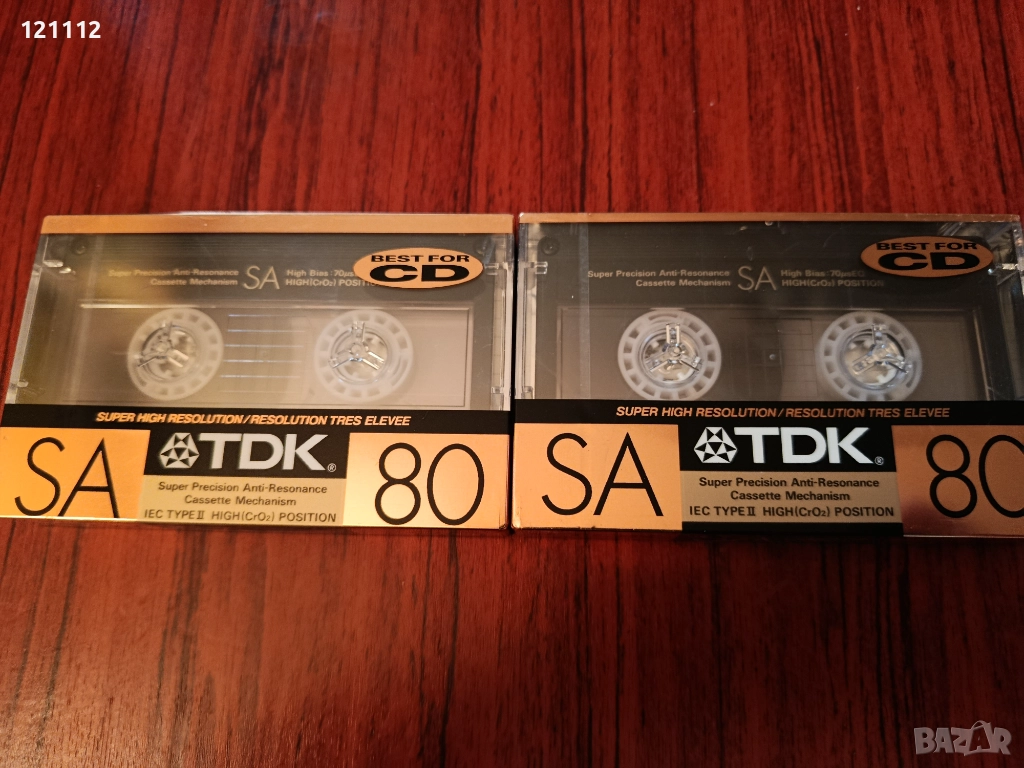 121112
BEST FOR
CD
Super Precision Anti-Resonance
Cassette Mechanism
SA
High Bias:70μs
HIGH(CrO₂) POSITION
SUPER HIGH RESOLUTION/RESOLUTION TRES ELEVEE
SA
TDK®
80
Super Precision Anti-Resonance
Cassette Mechanism
IEC TYPE II HIGH(CrO₂) POSITION
BEST FOR
CD
Super Precision Anti-Resonance
Cassette Mechanism
SA
High Bias:70μsEQ
HIGH(CrO₂) POSITION
SUPER HIGH RESOLUTION/RESOLUTION TRES ELEVEE
SA
TDK®
80
Super Precision Anti-Resonance
Cassette Mechanism
IEC TYPE II HIGH(CrO₂) POSITION
BAZAR